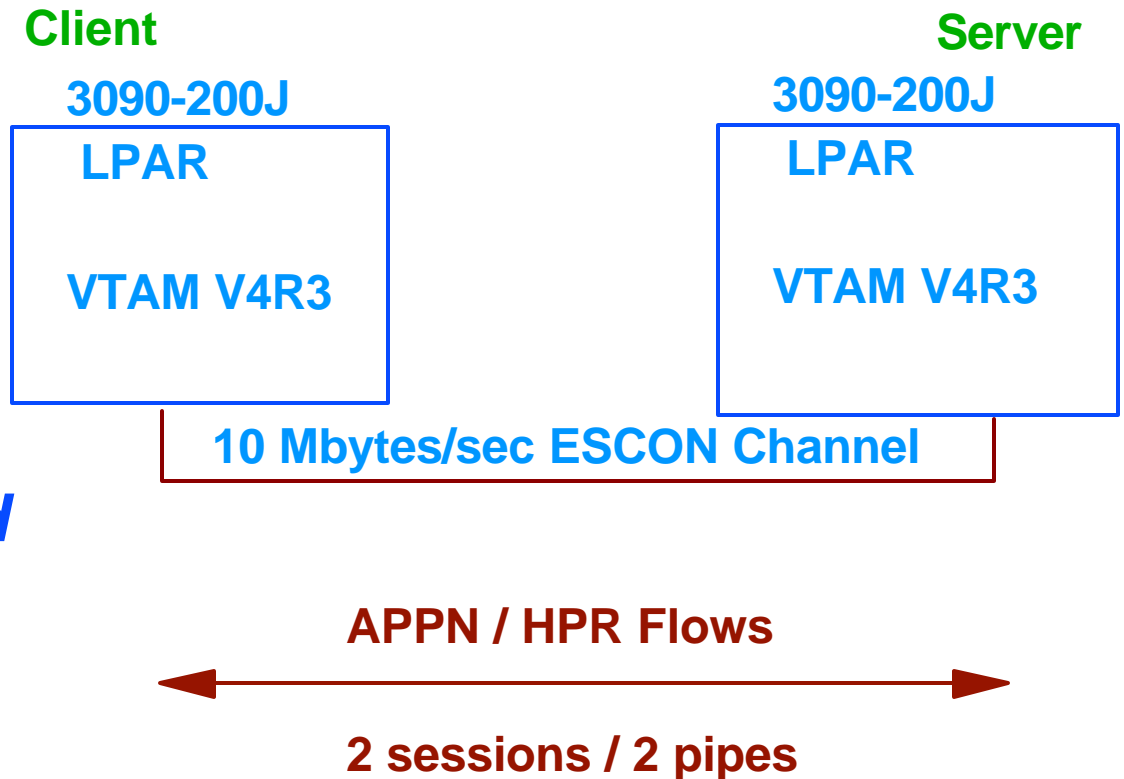 Client
Server
3090-200J
3090-200J
LPAR
LPAR
VTAM V4R3
VTAM V4R3
10 Mbytes/sec ESCON Channel
APPN / HPR Flows
2 sessions / 2 pipes